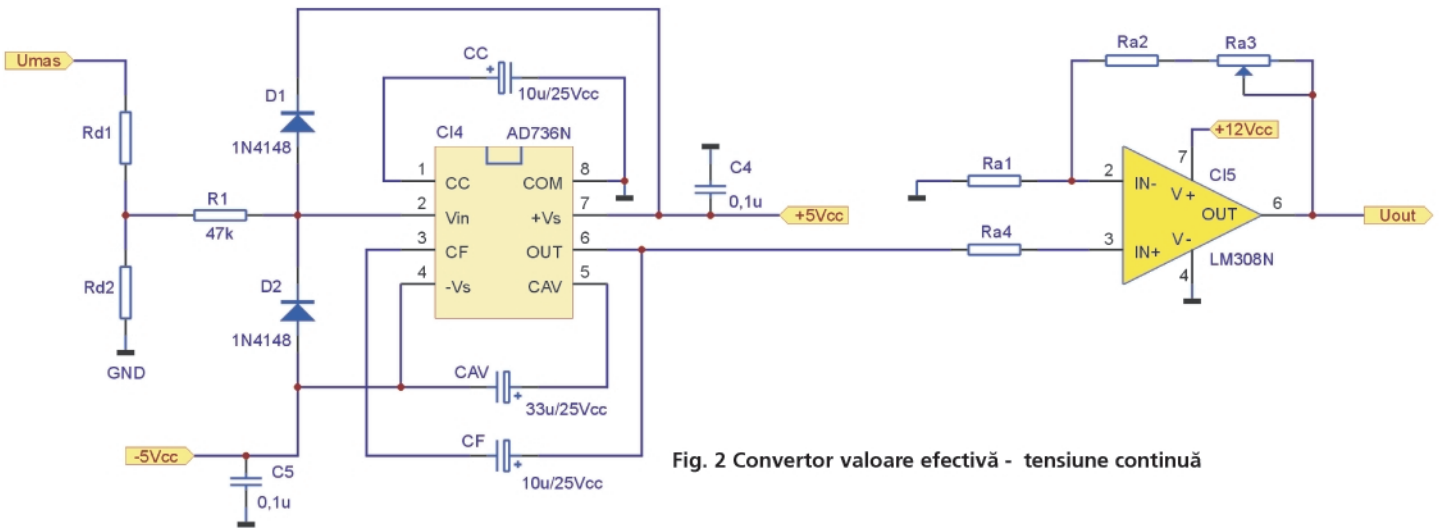 Umas
Rd1
Rd2
GND
R1
47k
D1
1N4148
D2
1N4148
-5Vcc
C5
0,1u
CC
+
10u/25Vcc
CI4
AD736N
1
CC
COM
8
2
Vin
+Vs
7
3
CF
OUT
6
4
-Vs
CAV
5
CAV
+
33u/25Vcc
CF
+
10u/25Vcc
C4
0,1u
+5Vcc
Ra1
Ra2
Ra3
Ra4
+12Vcc
7
CI5
2
IN-
V+
OUT
6
3
IN+
V-
4
LM308N
Uout
Fig. 2 Convertor valoare efectivă - tensiune continuă